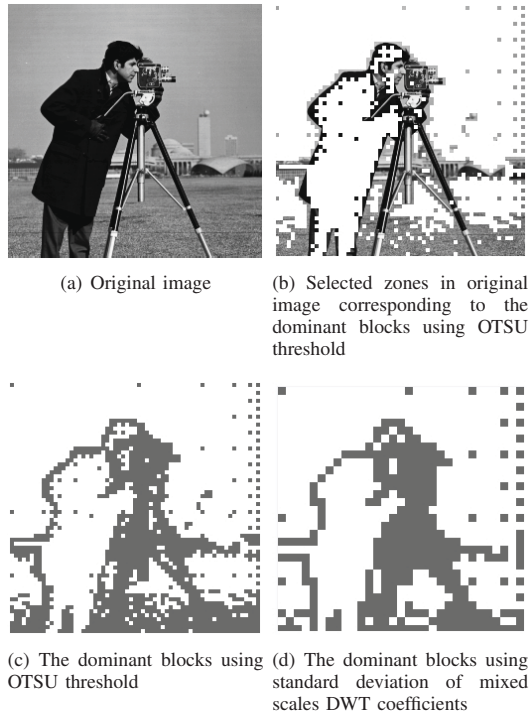 (a) Original image
(b) Selected zones in original
image corresponding to the
dominant blocks using OTSU
threshold
(c) The dominant blocks using
OTSU threshold
(d) The dominant blocks using
standard deviation of mixed
scales DWT coefficients